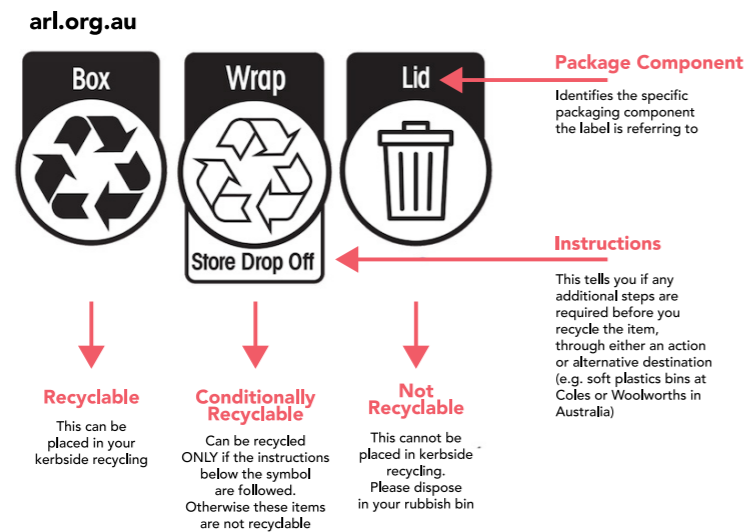 arl.org.au
Box
Wrap
Lid
Store Drop Off
Package Component
Identifies the specific
packaging component
the label is referring to
Instructions
This tells you if any
additional steps are
required before you
recycle the item,
through either an action
or alternative destination
(e.g. soft plastics bins at
Coles or Woolworths in
Australia)
Recyclable
This can be
placed in your
kerbside recycling
Conditionally
Recyclable
Can be recycled
ONLY if the instructions
below the symbol
are followed.
Otherwise these items
are not recyclable
Not
Recyclable
This cannot be
placed in kerbside
recycling.
Please dispose
in your rubbish bin